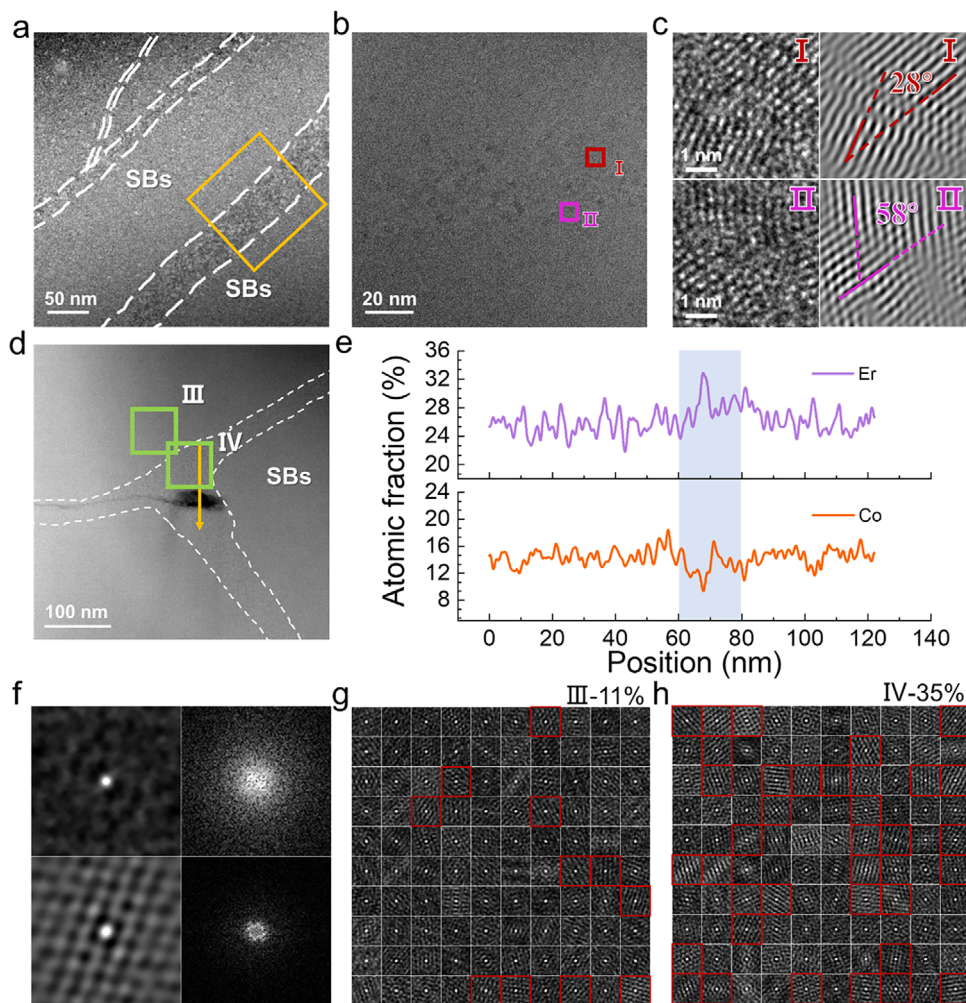 a
SBs
SBs
50 nm
b
I
II
20 nm
c
I
1 nm
I
28°
II
1 nm
II
58°
d
III
IV
SBs
100 nm
e
Atomic fraction (%)
36
32
28
24
20
Er
24
20
16
12
8
Co
0 20 40 60 80 100 120 140
Position (nm)
f
g
III-11%
h
IV-35%